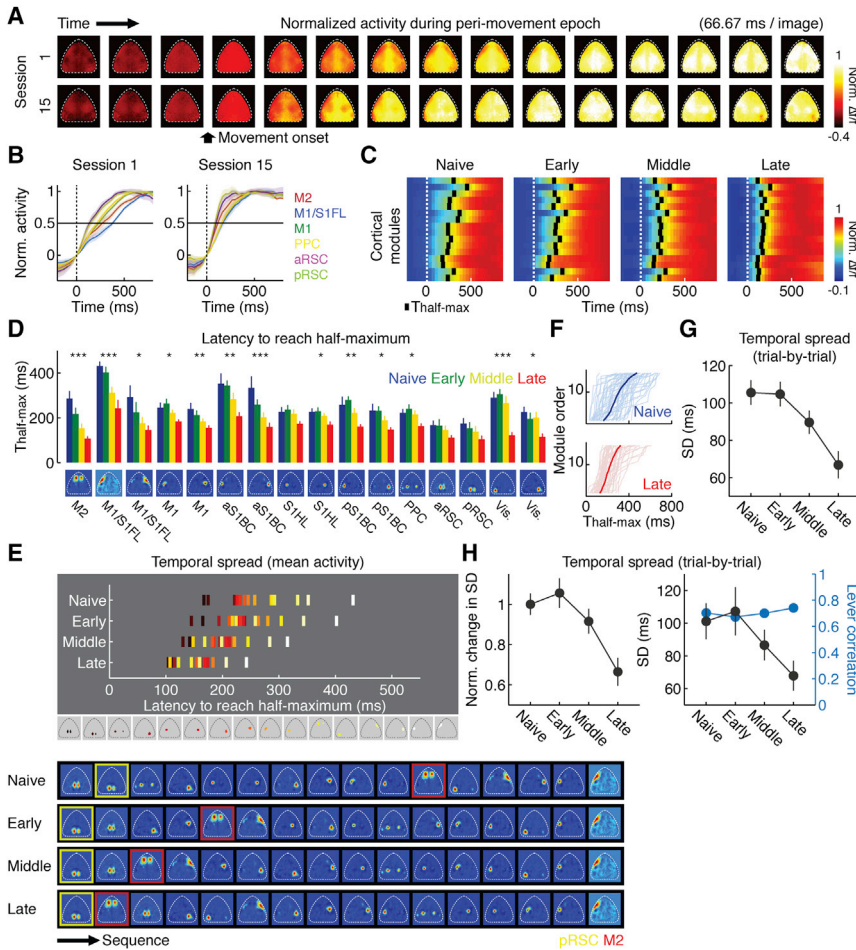 A
Time
Normalized activity during peri-movement epoch
(66.67 ms / image)
Session
1
15
1
-0.4
Norm. Δf/f
Movement onset
B
Session 1
Session 15
Norm. activity
1
0.5
0
0
500
0
500
Time (ms)
Time (ms)
M2
M1/S1FL
M1
PPC
aRSC
pRSC
C
Naive
Early
Middle
Late
Cortical
modules
0
500
0
500
0
500
0
500
Time (ms)
Thalf-max
1
-0.1
Norm. Δf/f
D
Latency to reach half-maximum
*** *** * * ** ** *** * ** * * *** *
Naive Early Middle Late
Thalf-max (ms)
400
200
0
M2
M1/S1FL
M1/S1FL
M1
M1
aS1BC
aS1BC
S1HL
S1HL
pS1BC
pS1BC
PPC
aRSC
pRSC
Vis.
Vis.
F
Module order
10
Naive
10
Late
0
400
800
Thalf-max
(ms)
G
Temporal spread
(trial-by-trial)
SD (ms)
120
100
80
60
Naive
Early
Middle
Late
E
Temporal spread (mean activity)
Naive
Early
Middle
Late
0
100
200
300
400
500
Latency to reach half-maximum (ms)
Naive
Early
Middle
Late
Sequence
pRSC M2
H
Temporal spread (trial-by-trial)
Norm. change in SD
1
0.8
0.6
Naive
Early
Middle
Late
SD (ms)
120
100
80
60
Naive
Early
Middle
Late
1
0.8
0.6
0.4
0.2
0
Lever correlation